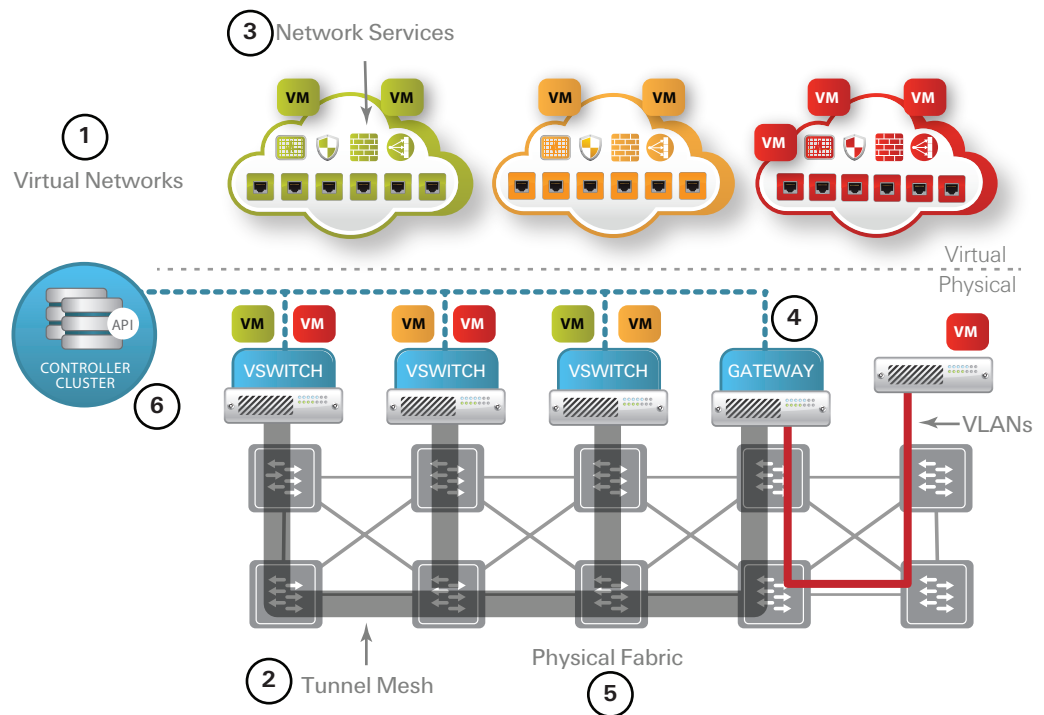 3 Network Services
VM VM VM VM VM VM
1
VM
Virtual Networks
Virtual
Physical
API
CONTROLLER
CLUSTER
6
4
VM VM VM VM VM VM
VM
VSWITCH VSWITCH VSWITCH GATEWAY
VLANs
2 Tunnel Mesh
Physical Fabric
5